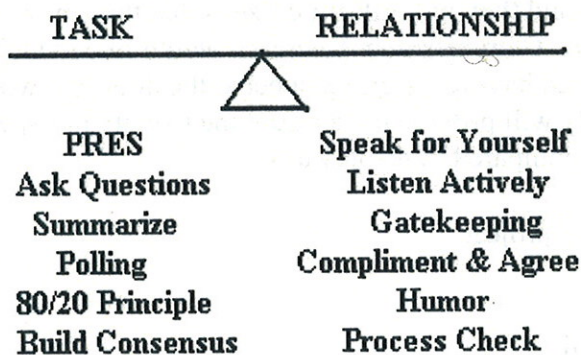 TASK RELATIONSHIP
PRES Speak for Yourself
Ask Questions Listen Actively
Summarize Gatekeeping
Polling Compliment & Agree
80/20 Principle Humor
Build Consensus Process Check